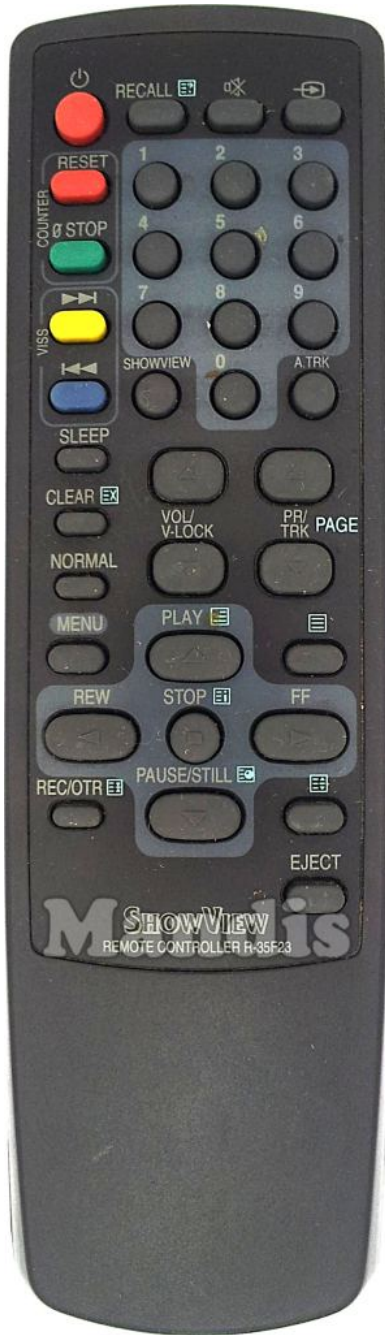 RECALL
RESET
COUNTER
Ø STOP
1 2 3
4 5 6
7 8 9
VISS
SHOWVIEW 0 A.TRK
SLEEP
CLEAR
VOL/
V-LOCK
PR/
TRK PAGE
NORMAL
MENU
PLAY
REW STOP FF
REC/OTR PAUSE/STILL
EJECT
SHOWVIEW
REMOTE CONTROLLER R-35F23